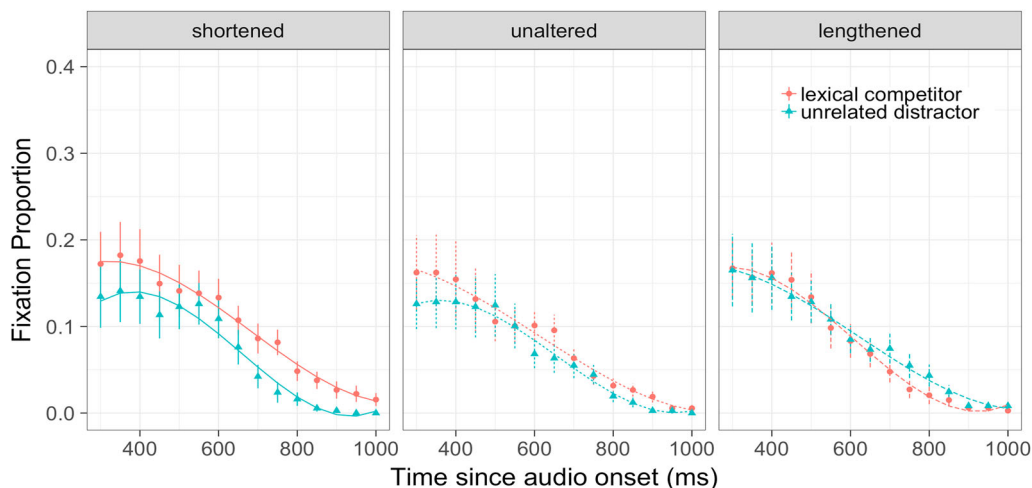 shortened
unaltered
lengthened
0.4
0.3
0.2
0.1
0.0
Fixation Proportion
lexical competitor
unrelated distractor
400 600 800 1000
400 600 800 1000
400 600 800 1000
Time since audio onset (ms)